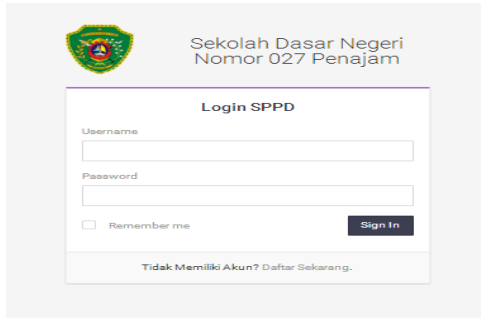 Sekolah Dasar Negeri
Nomor 027 Penajam
Login SPPD
Username
Password
Remember me
Sign In
Tidak Memiliki Akun? Daftar Sekarang.